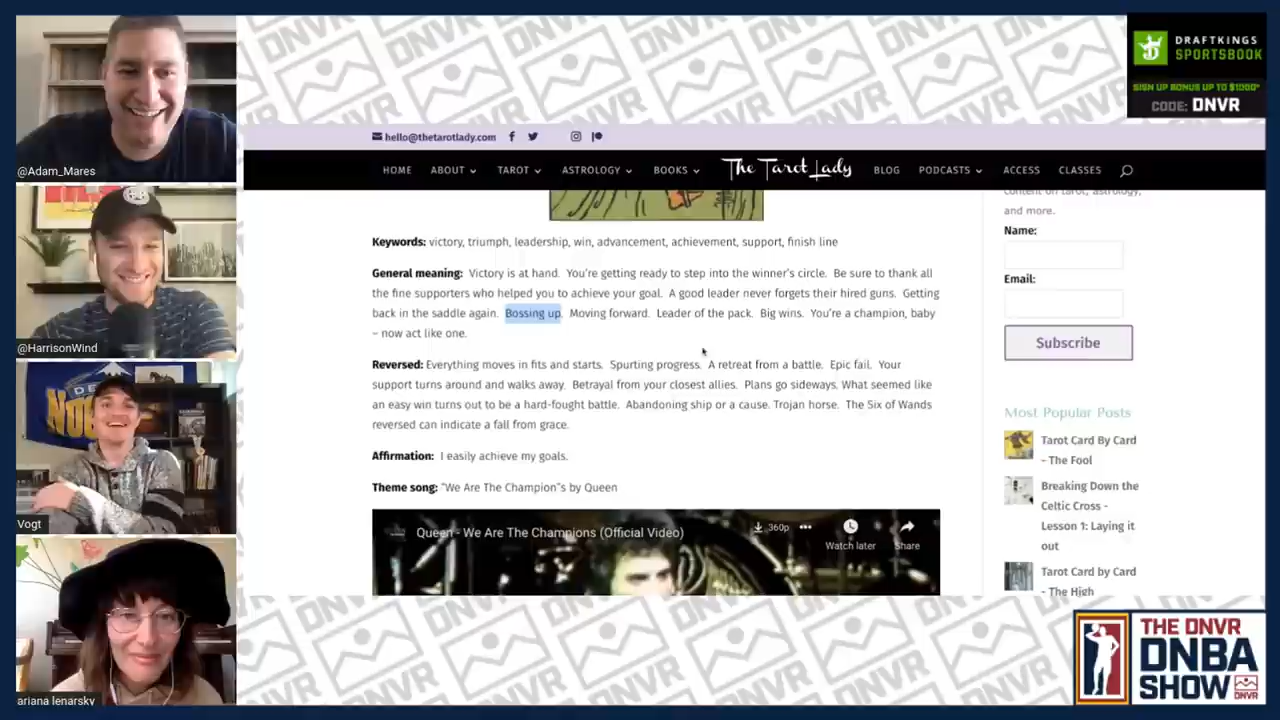 @Adam_Mares
@HarrisonWind
Vogt
ariana lenarsky
DRAFTKINGS
SPORTSBOOK
SIGN UP BONUS UP TO $1000*
CODE: DNVR
hello@thetarotlady.com
HOME ABOUT TAROT ASTROLOGY BOOKS The Tarot Lady BLOG PODCASTS ACCESS CLASSES
Keywords: victory, triumph, leadership, win, advancement, achievement, support, finish line
General meaning: Victory is at hand. You're getting ready to step into the winner's circle. Be sure to thank all
the fine supporters who helped you to achieve your goal. A good leader never forgets their hired guns. Getting
back in the saddle again. Bossing up. Moving forward. Leader of the pack. Big wins. You're a champion, baby
– now act like one.
Reversed: Everything moves in fits and starts. Spurting progress. A retreat from a battle. Epic fail. Your
support turns around and walks away. Betrayal from your closest allies. Plans go sideways. What seemed like
an easy win turns out to be a hard-fought battle. Abandoning ship or a cause. Trojan horse. The Six of Wands
reversed can indicate a fall from grace.
Affirmation: I easily achieve my goals.
Theme song: "We Are The Champion"s by Queen
Queen - We Are The Champions (Official Video)
360p
Watch later
Share
content on tarot, astrology,
and more.
Name:
Email:
Subscribe
Most Popular Posts
Tarot Card By Card
- The Fool
Breaking Down the
Celtic Cross -
Lesson 1: Laying it
out
Tarot Card by Card
- The High
THE DNVR
DNBA
SHOW
DNVR